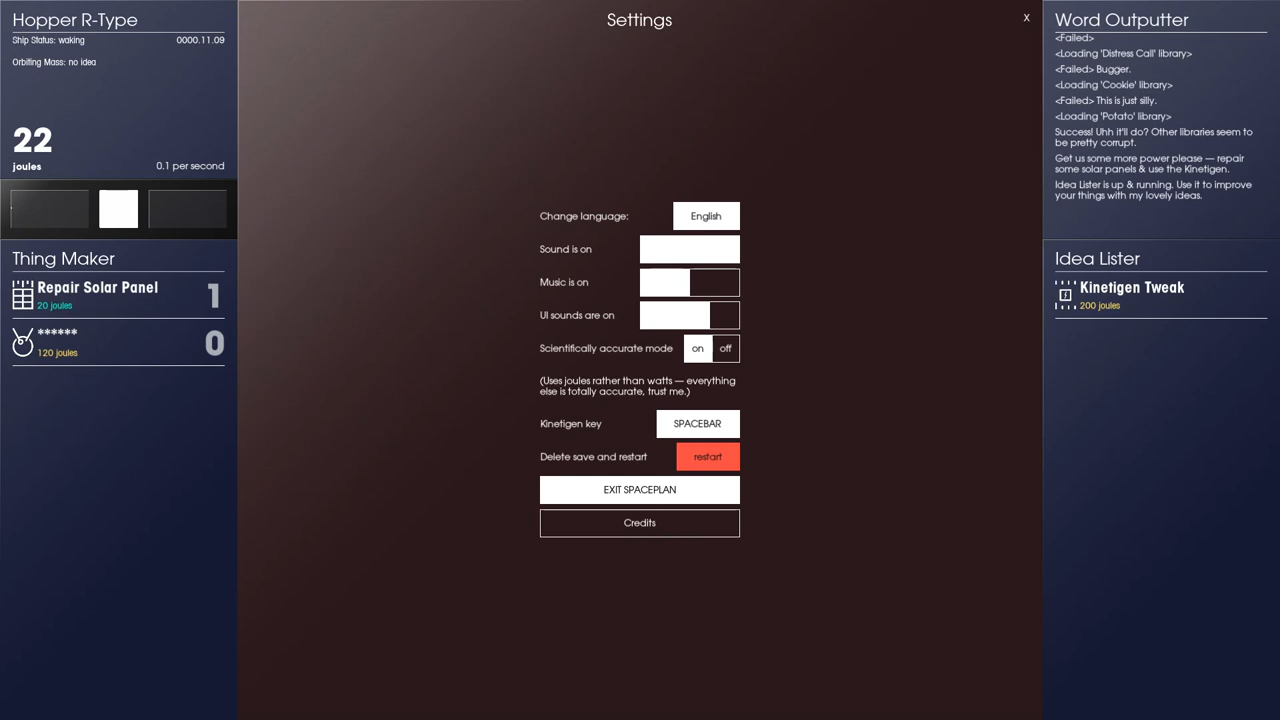 Hopper R-Type
Ship Status: waking
0000.11.09
Orbiting Mass: no idea
22
joules
0.1 per second
Thing Maker
Repair Solar Panel
20 joules
1
******
120 joules
0
Settings
x
Change language:
English
Sound is on
Music is on
UI sounds are on
Scientifically accurate mode
on
off
(Uses joules rather than watts — everything
else is totally accurate, trust me.)
Kinetigen key
SPACEBAR
Delete save and restart
restart
EXIT SPACEPLAN
Credits
Word Outputter
<Failed>
<Loading 'Distress Call' library>
<Failed> Bugger.
<Loading 'Cookie' library>
<Failed> This is just silly.
<Loading 'Potato' library>
Success! Uhh it'll do? Other libraries seem to
be pretty corrupt.
Get us some more power please — repair
some solar panels & use the Kinetigen.
Idea Lister is up & running. Use it to improve
your things with my lovely ideas.
Idea Lister
Kinetigen Tweak
200 joules